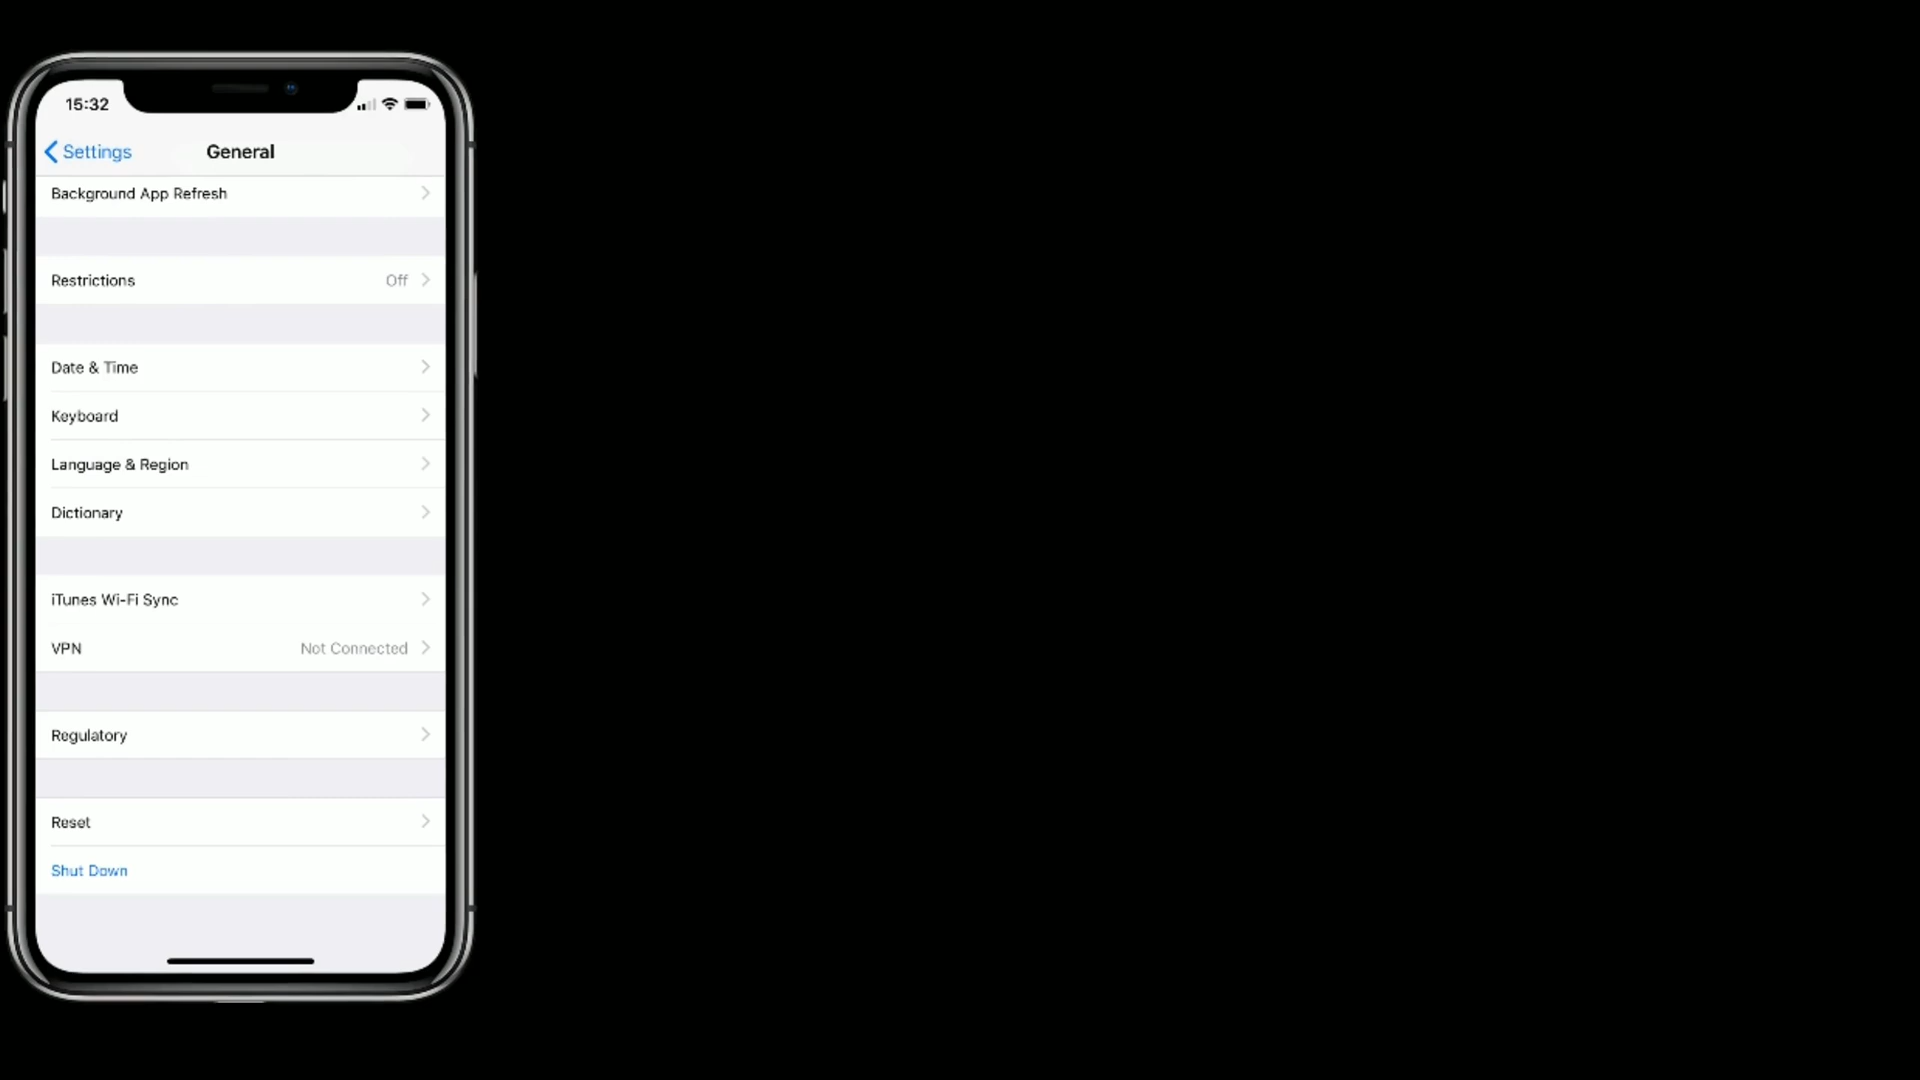 15:32
Settings
General
Background App Refresh
Restrictions Off
Date & Time
Keyboard
Language & Region
Dictionary
iTunes Wi-Fi Sync
VPN Not Connected
Regulatory
Reset
Shut Down